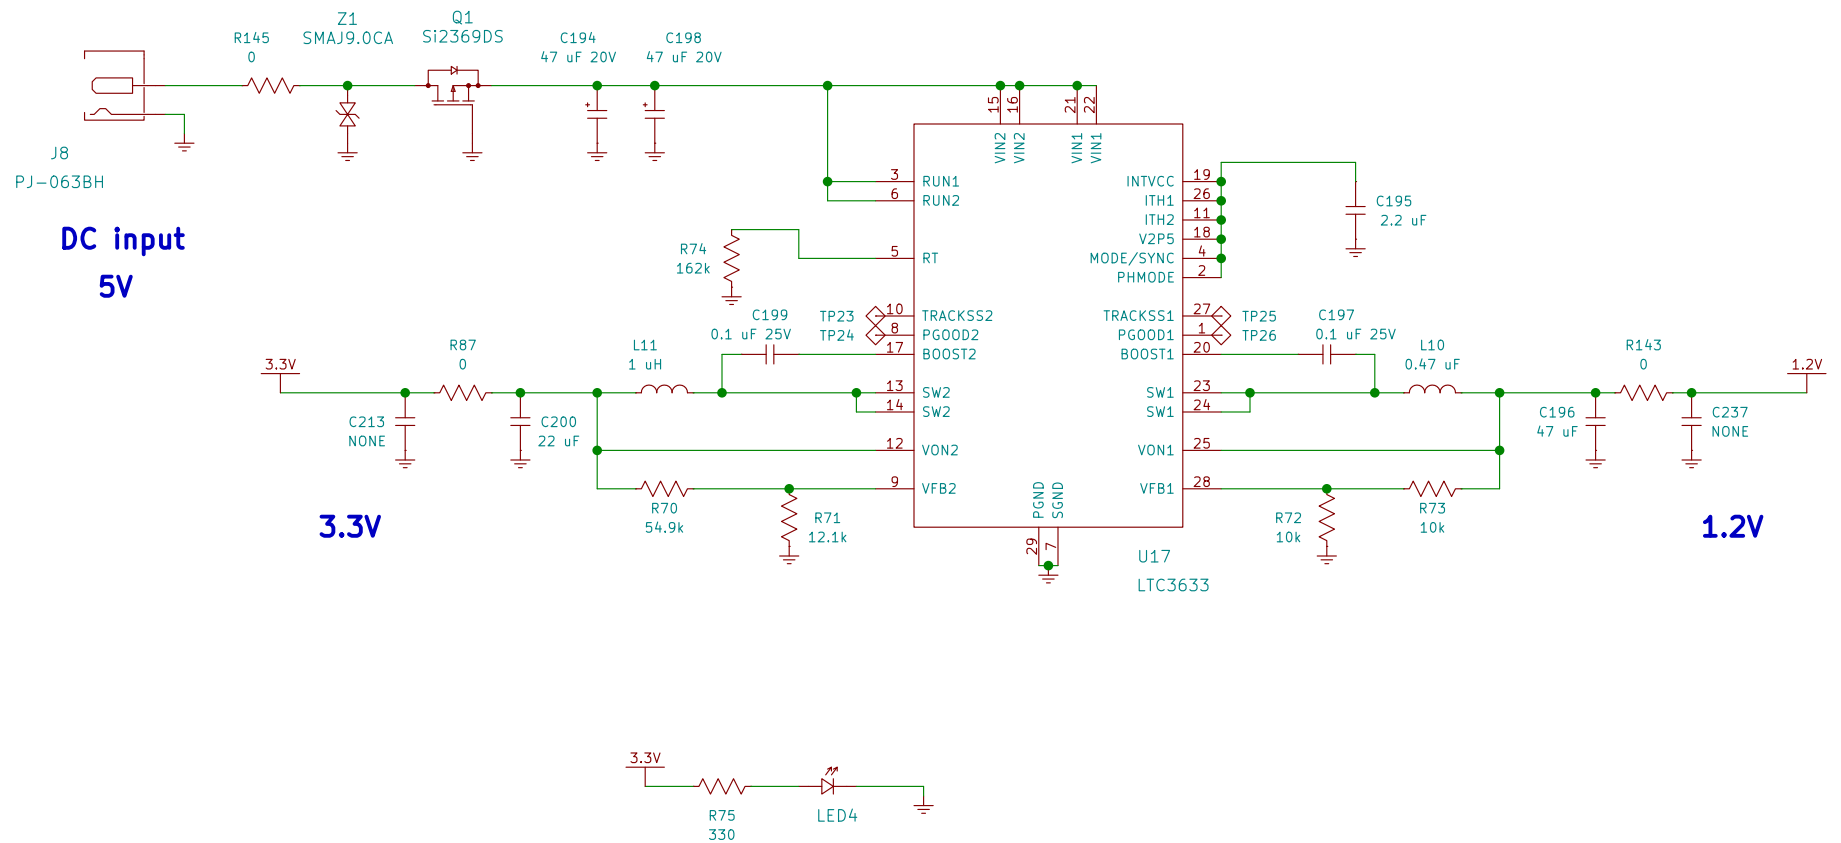 Z1
SMAJ9.0CA
Q1
Si2369DS
R145
0
C194
47 uF 20V
C198
47 uF 20V
J8
PJ-063BH
DC input
5V
15
16
21
22
VIN2
VIN2
VIN1
VIN1
3
RUN1
6
RUN2
5
RT
10
TRACKSS2
8
PGOOD2
17
BOOST2
13
SW2
14
SW2
12
VON2
9
VFB2
INTVCC
19
ITH1
26
ITH2
11
V2P5
18
MODE/SYNC
4
PHMODE
2
TRACKSS1
27
PGOOD1
1
BOOST1
20
SW1
23
SW1
24
VON1
25
VFB1
28
PGND
SGND
29
7
U17
LTC3633
C195
2.2 uF
R74
162k
TP23
TP24
TP25
TP26
C199
0.1 uF 25V
C197
0.1 uF 25V
3.3V
R87
0
L11
1 uH
L10
0.47 uF
R143
0
1.2V
C213
NONE
C200
22 uF
C196
47 uF
C237
NONE
R70
54.9k
R71
12.1k
R72
10k
R73
10k
3.3V
1.2V
3.3V
R75
330
LED4